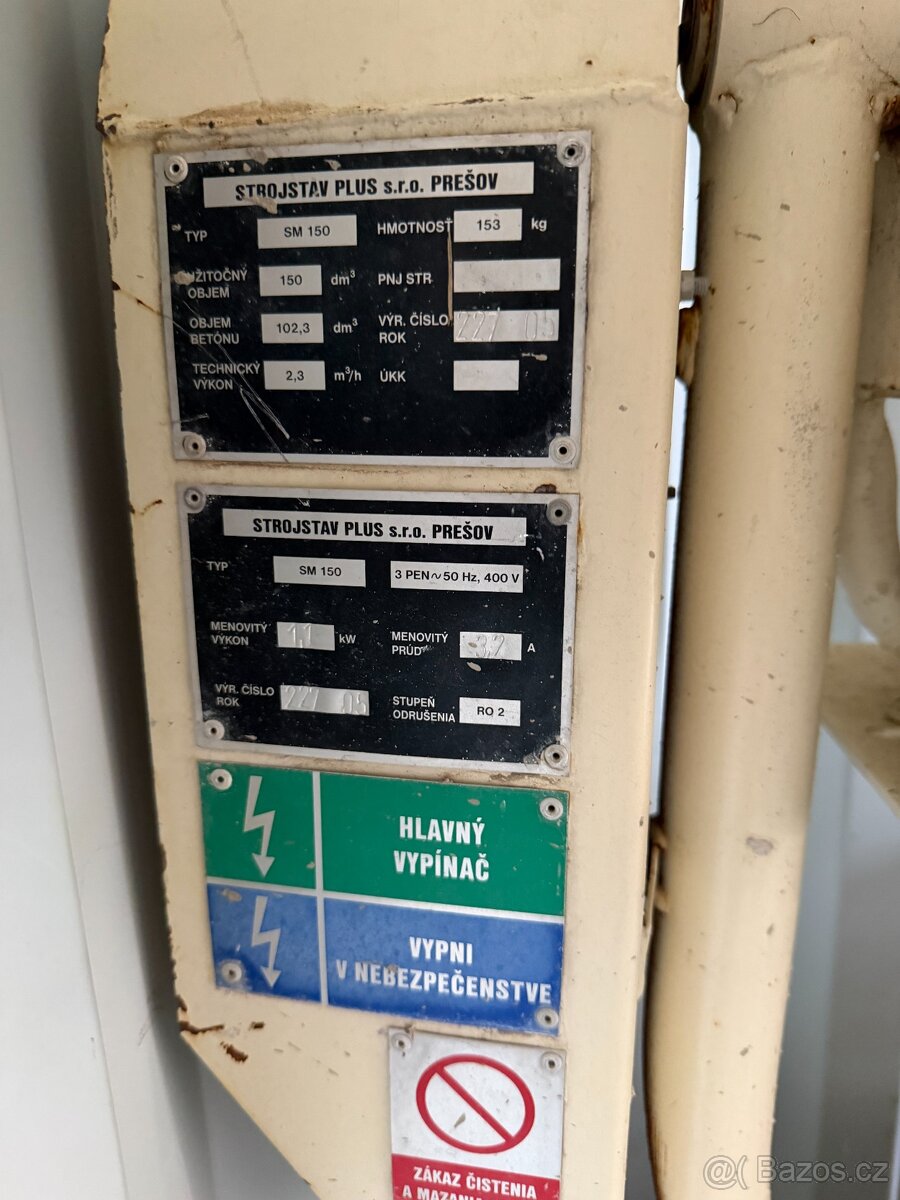 STROJSTAV PLUS s.r.o. PREŠOV
TYP SM 150 HMOTNOSŤ 153 kg
UŽITOČNÝ OBJEM 150 dm³ PNJ STR
OBJEM BETÓNU 102,3 dm³ VÝR. ČÍSLO ROK 227 05
TECHNICKÝ VÝKON 2,3 m³/h ÚKK
STROJSTAV PLUS s.r.o. PREŠOV
TYP SM 150 3 PEN~50 Hz, 400 V
MENOVITÝ VÝKON 1,1 kW MENOVITÝ PRÚD 3,2 A
VÝR. ČÍSLO ROK 227 05 STUPEŇ ODRUŠENIA RO 2
HLAVNÝ
VYPÍNAČ
VYPNI
V NEBEZPEČENSTVE
ZÁKAZ ČISTENIA
A MAZANIA
@( Bazos.cz